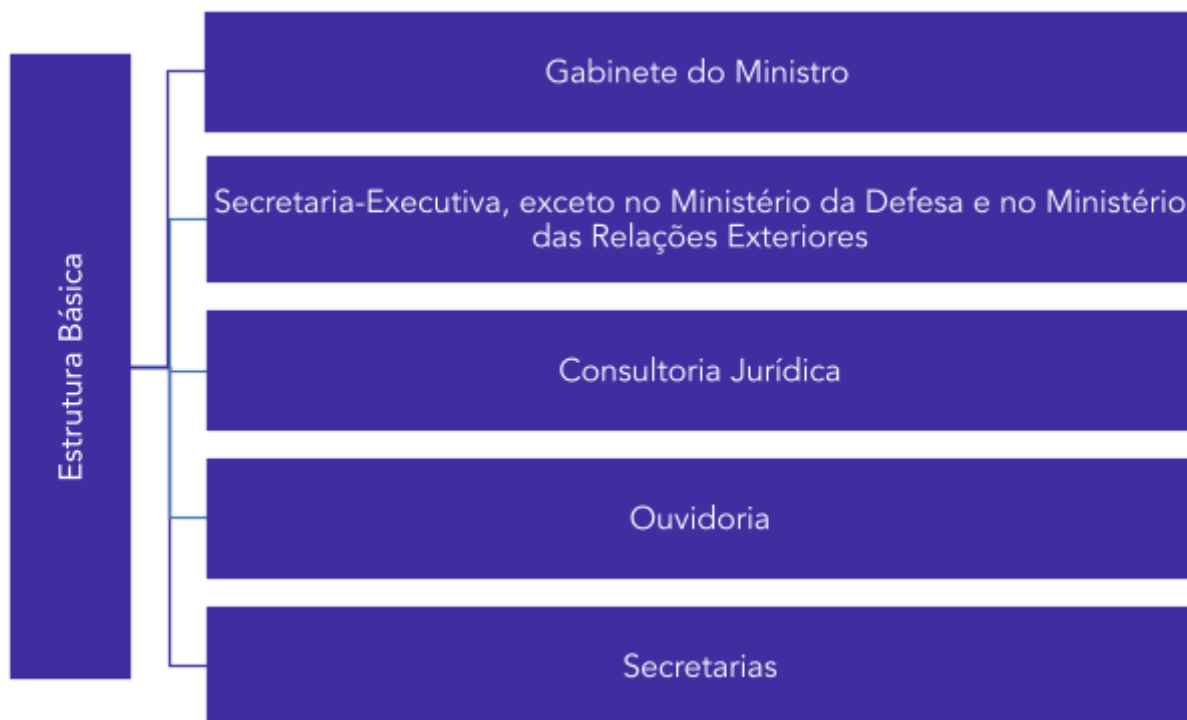 Estrutura Básica
Gabinete do Ministro
Secretaria-Executiva, exceto no Ministério da Defesa e no Ministério
das Relações Exteriores
Consultoria Jurídica
Ouvidoria
Secretarias